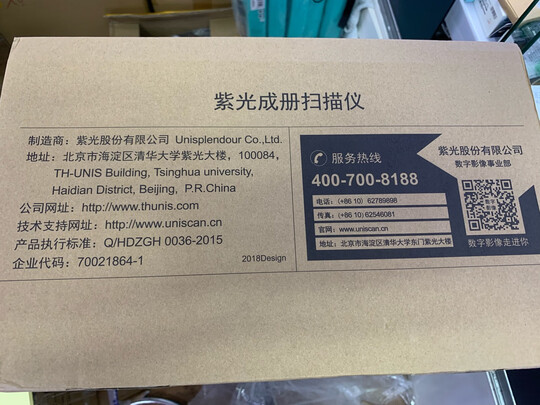 紫光成册扫描仪
制造商：紫光股份有限公司 Unisplendour Co.,Ltd.
地址：北京市海淀区清华大学紫光大楼，100084，
TH-UNIS Building, Tsinghua university,
Haidian District, Beijing, P.R.China
公司网址：http://www.thunis.com
技术支持网址：http://www.uniscan.cn
产品执行标准：Q/HDZGH 0036-2015
企业代码：70021864-1
2018Design
服务热线
400-700-8188
电话：(+86 10) 62789898
传真：(+86 10) 62546081
官网：www.uniscan.cn
地址：北京市海淀区清华大学东门紫光大楼
紫光股份有限公司
数字影像事业部
数字影像走进你